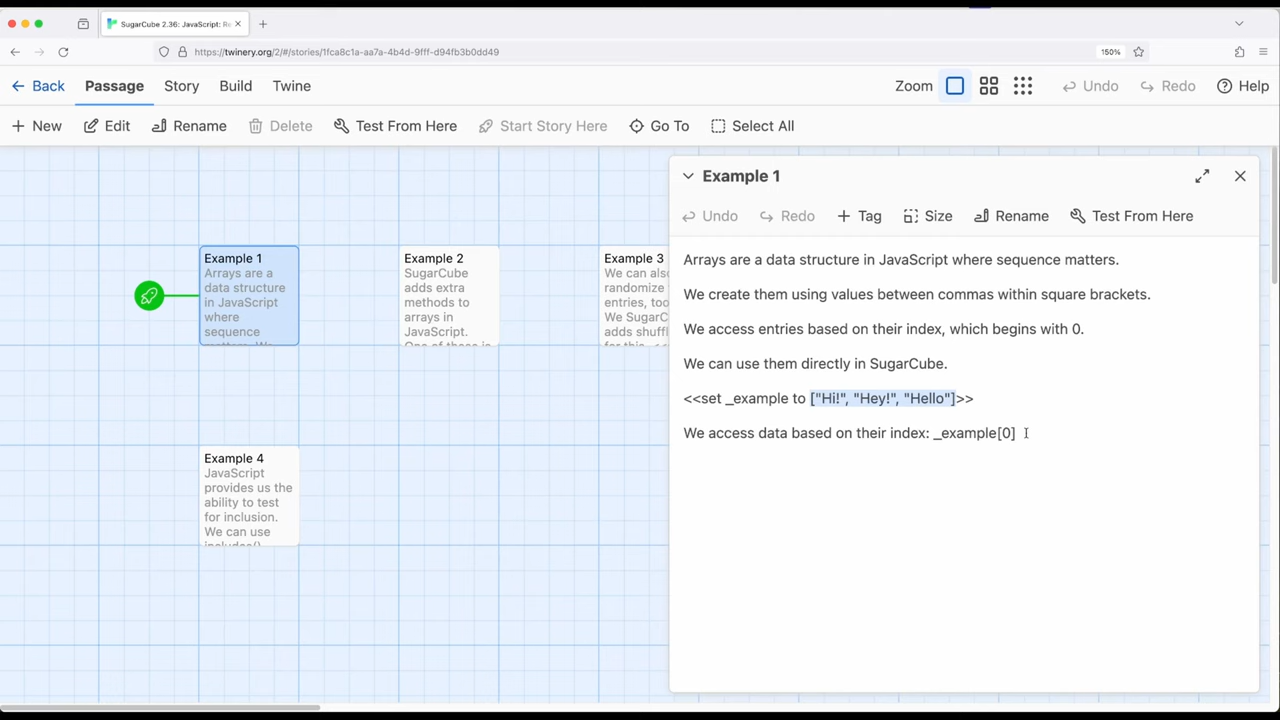 SugarCube 2.36: JavaScript: Re
https://twinery.org/2/#/stories/1fca8c1a-aa7a-4b4d-9fff-d94fb3b0dd49
150%
Back
Passage
Story
Build
Twine
Zoom
Undo
Redo
Help
New
Edit
Rename
Delete
Test From Here
Start Story Here
Go To
Select All
Example 1
Arrays are a
data structure
in JavaScript
where
sequence
Example 2
SugarCube
adds extra
methods to
arrays in
JavaScript.
One of these is
Example 3
We can also
randomize
entries, too
We SugarC
adds shuffl
for this.
Example 4
JavaScript
provides us the
ability to test
for inclusion.
We can use
includes()
Example 1
Undo
Redo
Tag
Size
Rename
Test From Here
Arrays are a data structure in JavaScript where sequence matters.
We create them using values between commas within square brackets.
We access entries based on their index, which begins with 0.
We can use them directly in SugarCube.
<<set _example to ["Hi!", "Hey!", "Hello"]>>
We access data based on their index: _example[0]